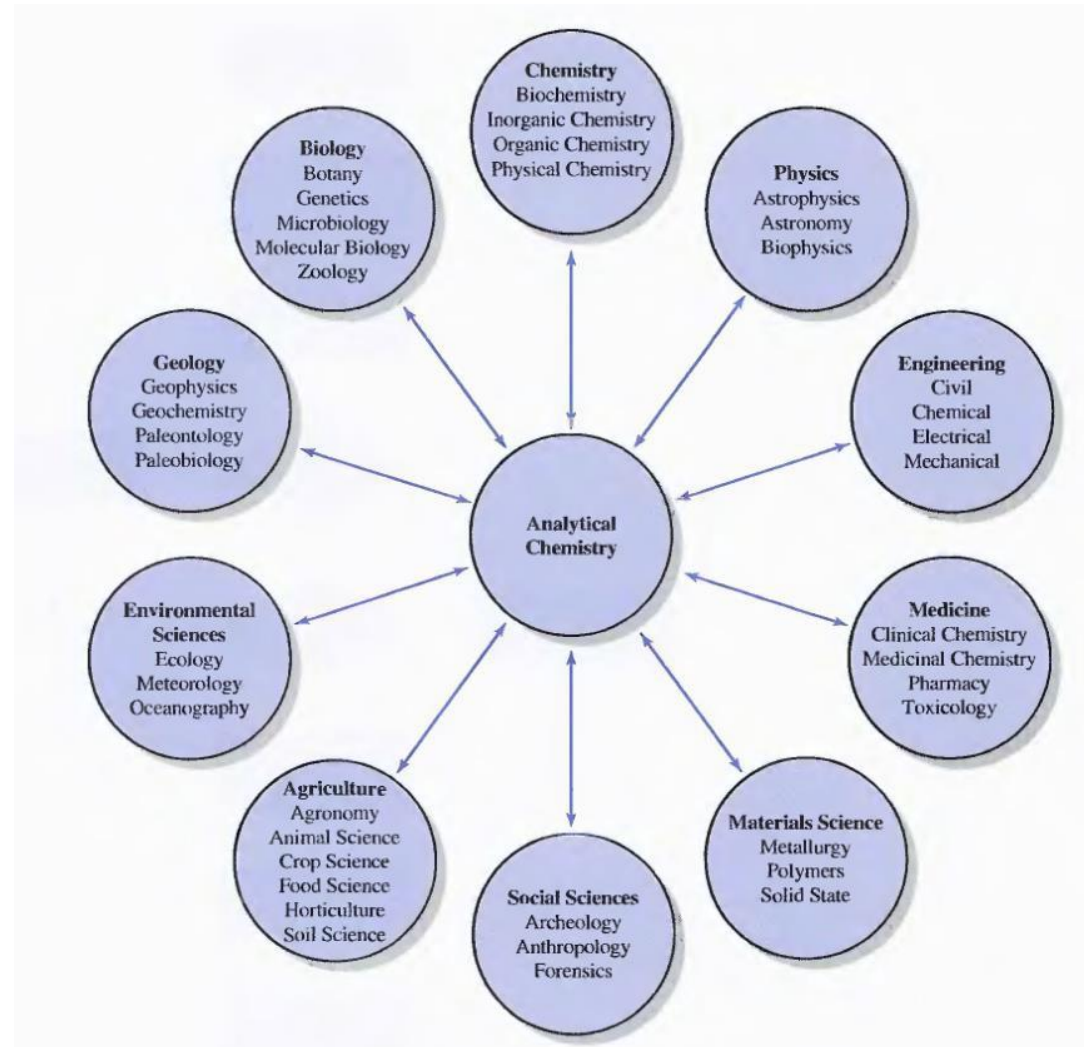 Chemistry
Biochemistry
Inorganic Chemistry
Organic Chemistry
Physical Chemistry
Biology
Botany
Genetics
Microbiology
Molecular Biology
Zoology
Physics
Astrophysics
Astronomy
Biophysics
Geology
Geophysics
Geochemistry
Paleontology
Paleobiology
Engineering
Civil
Chemical
Electrical
Mechanical
Analytical
Chemistry
Environmental
Sciences
Ecology
Meteorology
Oceanography
Medicine
Clinical Chemistry
Medicinal Chemistry
Pharmacy
Toxicology
Agriculture
Agronomy
Animal Science
Crop Science
Food Science
Horticulture
Soil Science
Social Sciences
Archeology
Anthropology
Forensics
Materials Science
Metallurgy
Polymers
Solid State